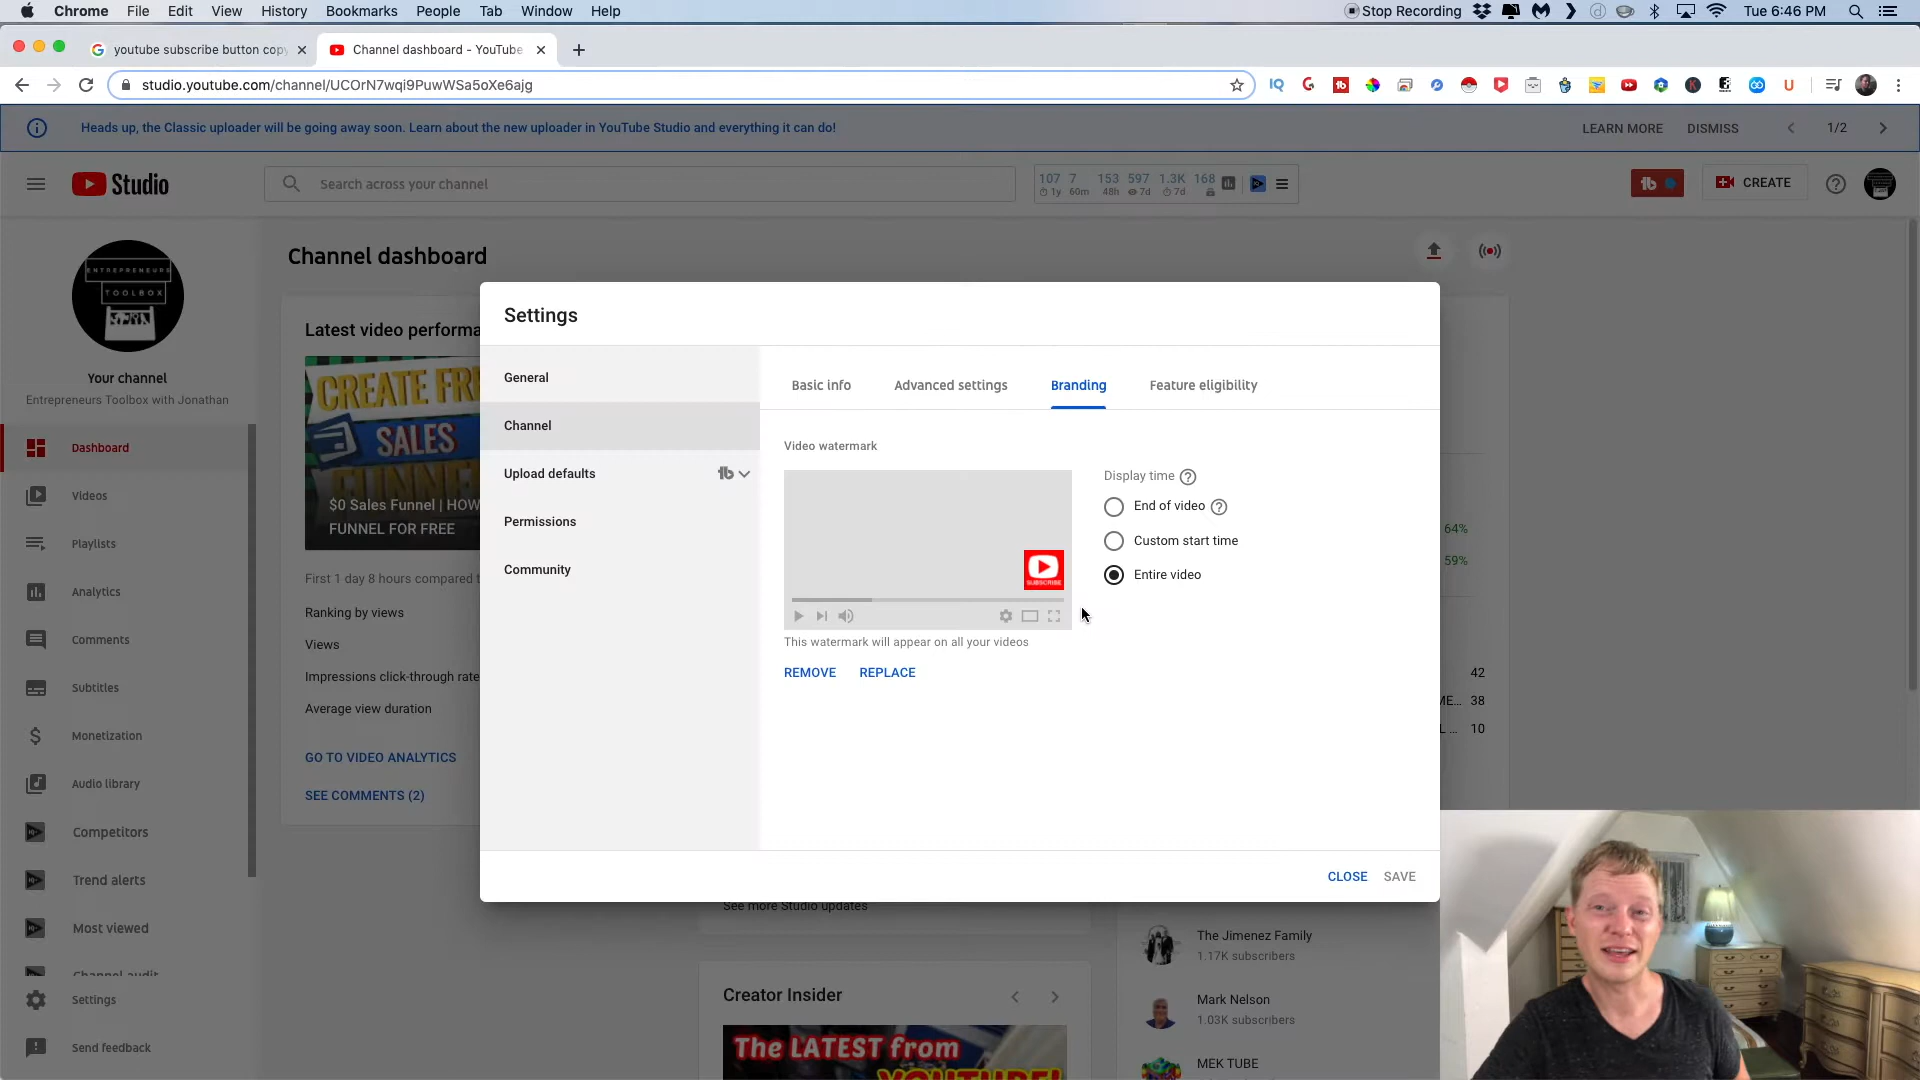 Chrome File Edit View History Bookmarks People Tab Window Help Stop Recording Tue 6:46 PM
youtube subscribe button copy Channel dashboard - YouTube
studio.youtube.com/channel/UCOrN7wqi9PuwWSa5oXe6ajg
Heads up, the Classic uploader will be going away soon. Learn about the new uploader in YouTube Studio and everything it can do! LEARN MORE DISMISS 1/2
Studio Search across your channel
107 7 153 597 1.3K 168
1y 60m 48h 7d 7d
CREATE
ENTREPRENEURS
TOOLBOX
Your channel
Entrepreneurs Toolbox with Jonathan
Dashboard
Videos
Playlists
Analytics
Comments
Subtitles
Monetization
Audio library
Competitors
Trend alerts
Most viewed
Channel audit
Settings
Send feedback
Channel dashboard
Latest video performa
CREATE FRE
SALES
$0 Sales Funnel | HOW
FUNNEL FOR FREE
First 1 day 8 hours compared t
Ranking by views
Views
Impressions click-through rate
Average view duration
GO TO VIDEO ANALYTICS
SEE COMMENTS (2)
Settings
General
Channel
Upload defaults
Permissions
Community
Basic info Advanced settings Branding Feature eligibility
Video watermark
SUBSCRIBE
This watermark will appear on all your videos
REMOVE REPLACE
Display time
End of video
Custom start time
Entire video
CLOSE SAVE
64%
59%
42
ME... 38
L ... 10
See more Studio updates
Creator Insider
The LATEST from
YOUTUBE!
The Jimenez Family
1.17K subscribers
Mark Nelson
1.03K subscribers
MEK TUBE